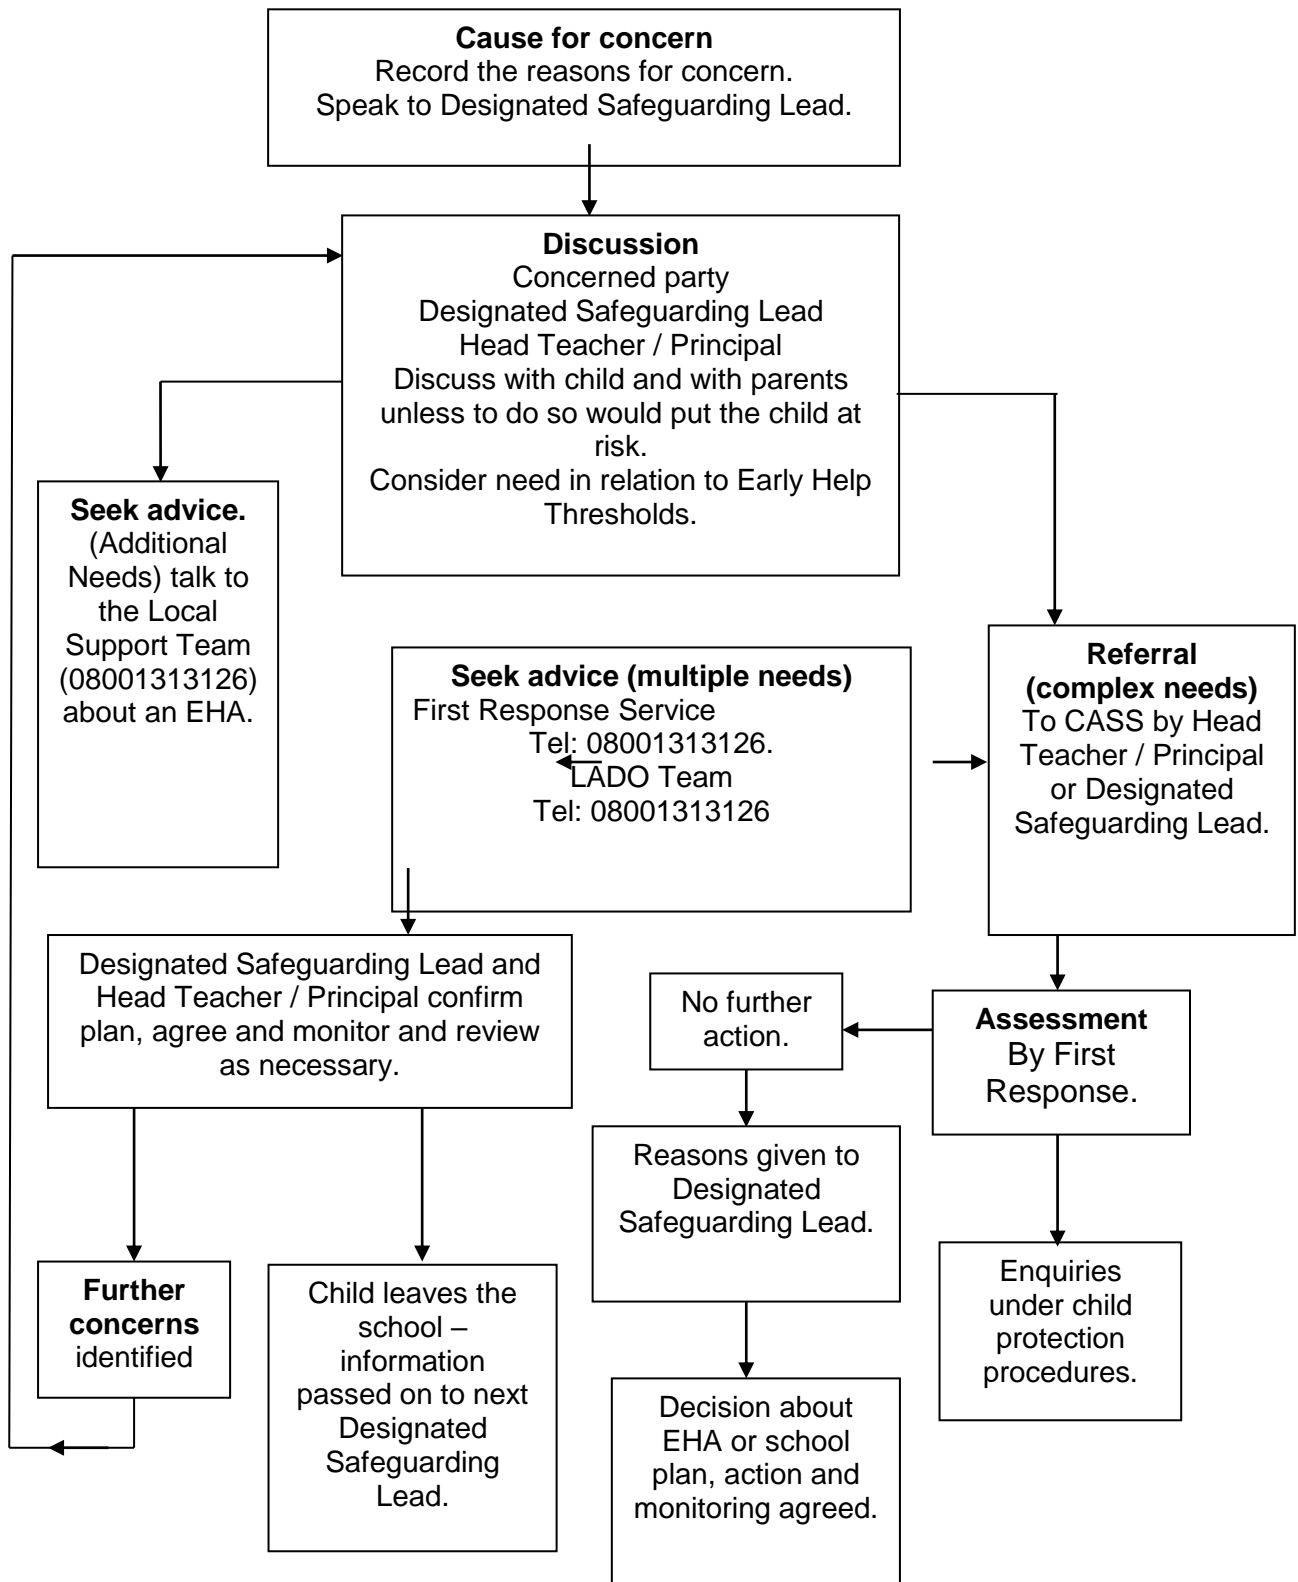 Cause for concern
Record the reasons for concern.
Speak to Designated Safeguarding Lead.
Discussion
Concerned party
Designated Safeguarding Lead
Head Teacher / Principal
Discuss with child and with parents
unless to do so would put the child at
risk.
Consider need in relation to Early Help
Thresholds.
Seek advice.
(Additional
Needs) talk to
the Local
Support Team
(08001313126)
about an EHA.
Seek advice (multiple needs)
First Response Service
Tel: 08001313126.
LADO Team
Tel: 08001313126
Referral
(complex needs)
To CASS by Head
Teacher / Principal
or Designated
Safeguarding Lead.
Designated Safeguarding Lead and
Head Teacher / Principal confirm
plan, agree and monitor and review
as necessary.
No further
action.
Assessment
By First
Response.
Reasons given to
Designated
Safeguarding Lead.
Enquiries
under child
protection
procedures.
Further
concerns
identified
Child leaves the
school –
information
passed on to next
Designated
Safeguarding
Lead.
Decision about
EHA or school
plan, action and
monitoring agreed.